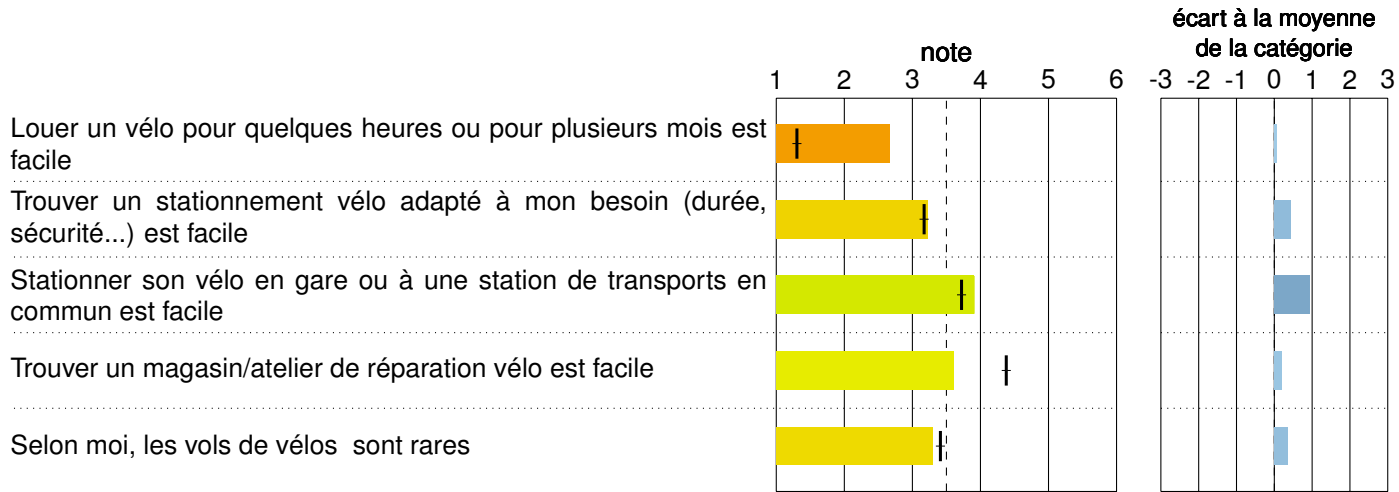 écart à la moyenne
note de la catégorie
1 2 3 4 5 6 -3 -2 -1 0 1 2 3
Louer un vélo pour quelques heures ou pour plusieurs mois est
facile
Trouver un stationnement vélo adapté à mon besoin (durée,
sécurité...) est facile
Stationner son vélo en gare ou à une station de transports en
commun est facile
Trouver un magasin/atelier de réparation vélo est facile
Selon moi, les vols de vélos sont rares